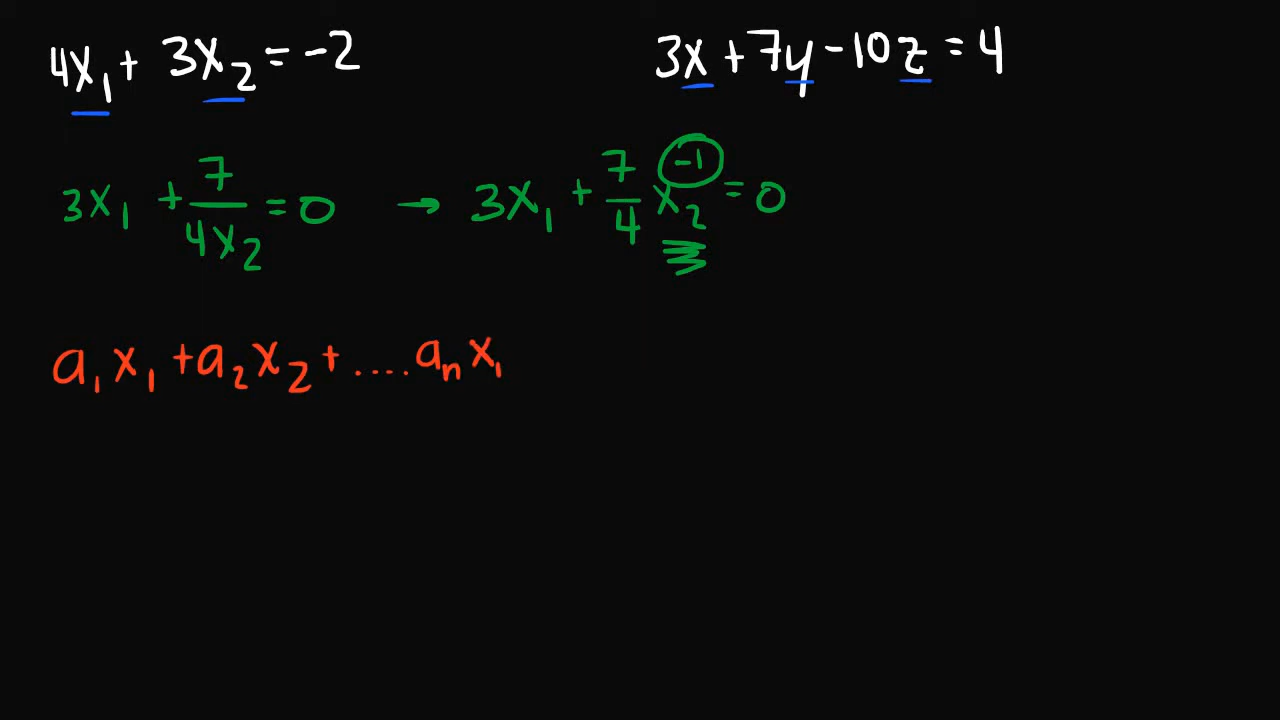 4x₁ + 3x₂ = -2
3x + 7y - 10z = 4
3x₁ + 7/4x₂ = 0 → 3x₁ + 7/4 x₂⁻¹ = 0
a₁x₁ + a₂x₂ + .... aₙx₁